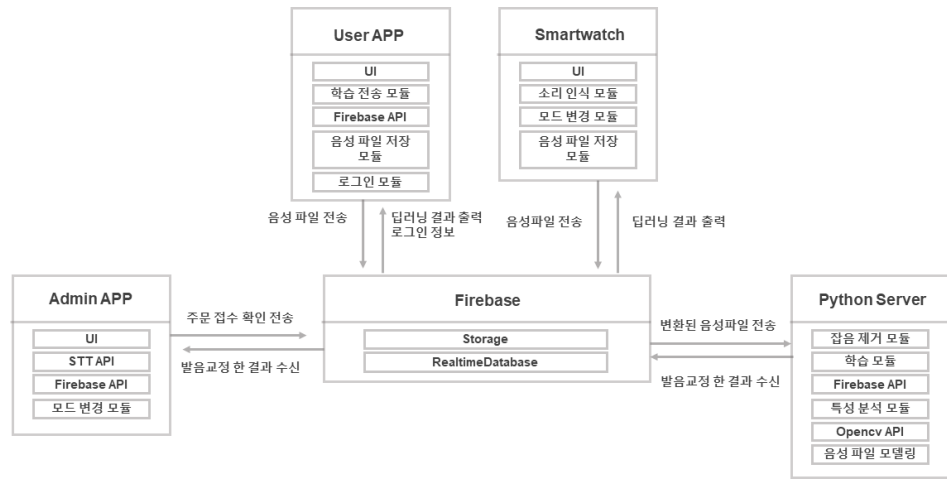 User APP
UI
학습 전송 모듈
Firebase API
음성 파일 저장
모듈
로그인 모듈
Smartwatch
UI
소리 인식 모듈
모드 변경 모듈
음성 파일 저장
모듈
음성 파일 전송
딥러닝 결과 출력
로그인 정보
음성파일 전송
딥러닝 결과 출력
Admin APP
UI
STT API
Firebase API
모드 변경 모듈
주문 접수 확인 전송
발음교정 한 결과 수신
Firebase
Storage
RealtimeDatabase
변환된 음성파일 전송
발음교정 한 결과 수신
Python Server
잡음 제거 모듈
학습 모듈
Firebase API
특성 분석 모듈
Opencv API
음성 파일 모델링